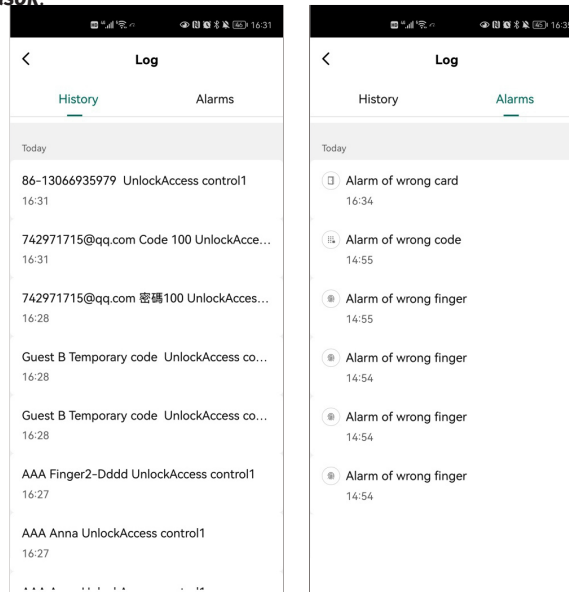 46 16:31
Log
History Alarms
Today
86-13066935979 UnlockAccess control1
16:31
742971715@qq.com Code 100 UnlockAcce...
16:31
742971715@qq.com 密碼100 UnlockAcces...
16:28
Guest B Temporary code UnlockAccess co...
16:28
Guest B Temporary code UnlockAccess co...
16:28
AAA Finger2-Dddd UnlockAccess control1
16:27
AAA Anna UnlockAccess control1
16:27
Log
History Alarms
Today
Alarm of wrong card
16:34
Alarm of wrong code
14:55
Alarm of wrong finger
14:55
Alarm of wrong finger
14:54
Alarm of wrong finger
14:54
Alarm of wrong finger
14:54